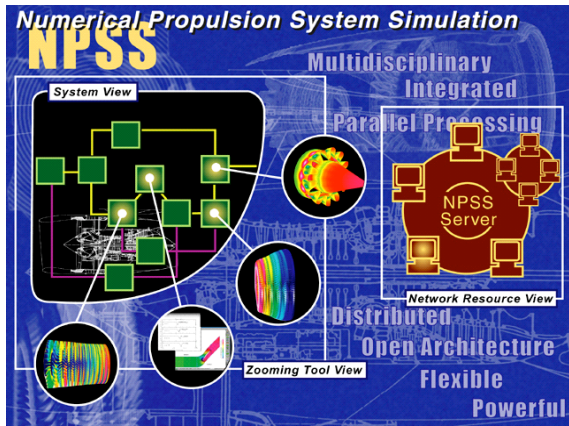 Numerical Propulsion System Simulation
NPSS
Multidisciplinary
Integrated
Parallel Processing
System View
NPSS
Server
Network Resource View
Distributed
Open Architecture
Flexible
Powerful
Zooming Tool View